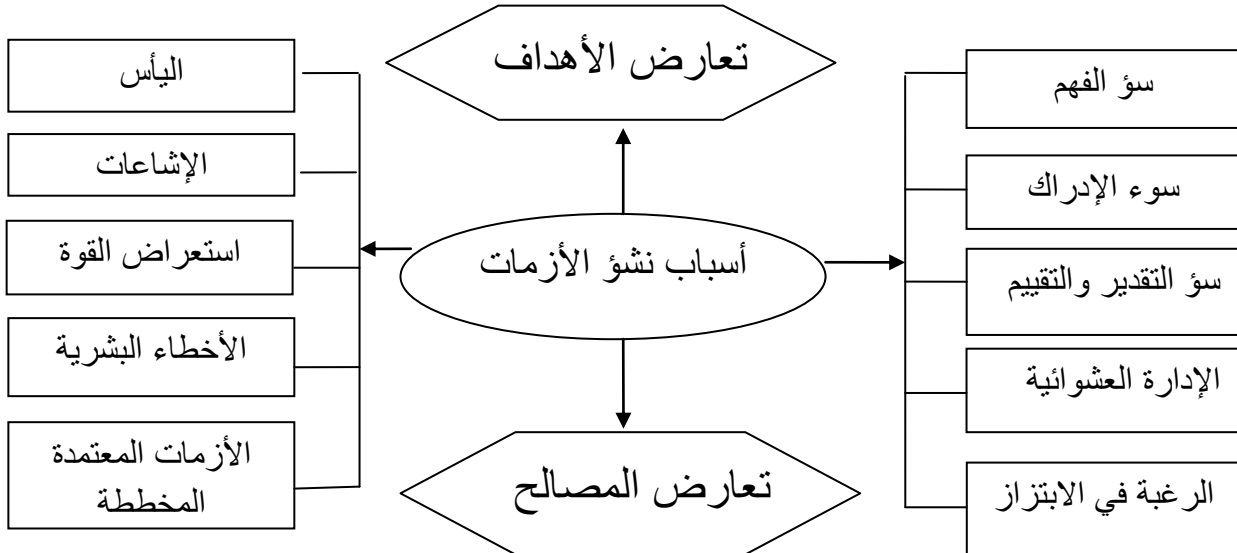 تعارض الأهداف
سؤ الفهم
سوء الإدراك
سؤ التقدير والتقييم
الإدارة العشوائية
الرغبة في الابتزاز
أسباب نشؤ الأزمات
اليأس
الإشاعات
استعراض القوة
الأخطاء البشرية
الأزمات المعتمدة
المخططة
تعارض المصالح